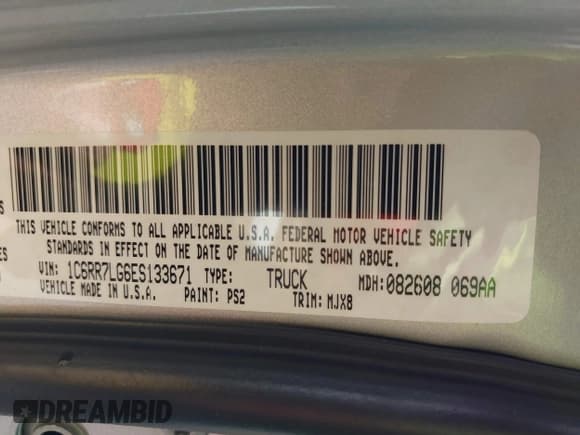 S
THIS VEHICLE CONFORMS TO ALL APPLICABLE U.S.A. FEDERAL MOTOR VEHICLE SAFETY
ES
STANDARDS IN EFFECT ON THE DATE OF MANUFACTURE SHOWN ABOVE.
VIN: 1C6RR7LG6ES133671 TYPE: TRUCK MDH:082608 069AA
VEHICLE MADE IN U.S.A. PAINT: PS2 TRIM: MJX8
DREAMBID